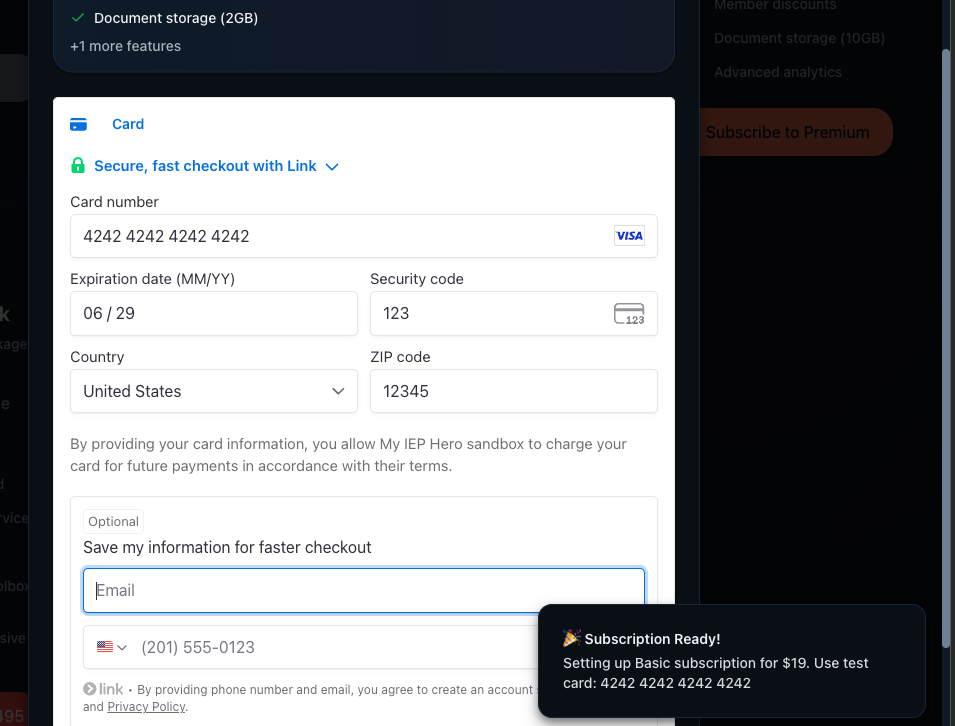 Document storage (2GB)
+1 more features
Member discounts
Document storage (10GB)
Advanced analytics
Subscribe to Premium
Card
Secure, fast checkout with Link
Card number
4242 4242 4242 4242
VISA
Expiration date (MM/YY)
Security code
06 / 29
123
123
Country
ZIP code
United States
12345
By providing your card information, you allow My IEP Hero sandbox to charge your
card for future payments in accordance with their terms.
Optional
Save my information for faster checkout
Email
(201) 555-0123
link • By providing phone number and email, you agree to create an account
and Privacy Policy.
🎉 Subscription Ready!
Setting up Basic subscription for $19. Use test
card: 4242 4242 4242 4242
495